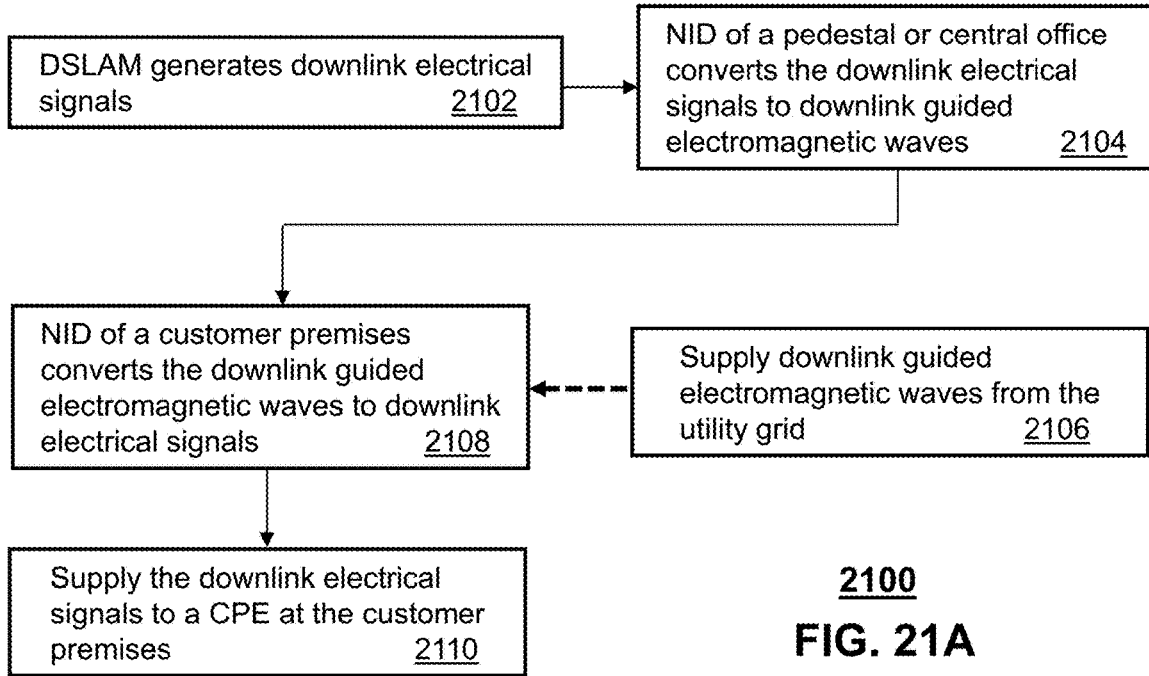 DSLAM generates downlink electrical
signals 2102
NID of a pedestal or central office
converts the downlink electrical
signals to downlink guided
electromagnetic waves 2104
NID of a customer premises
converts the downlink guided
electromagnetic waves to downlink
electrical signals 2108
Supply downlink guided
electromagnetic waves from the
utility grid 2106
Supply the downlink electrical
signals to a CPE at the customer
premises 2110
2100
FIG. 21A